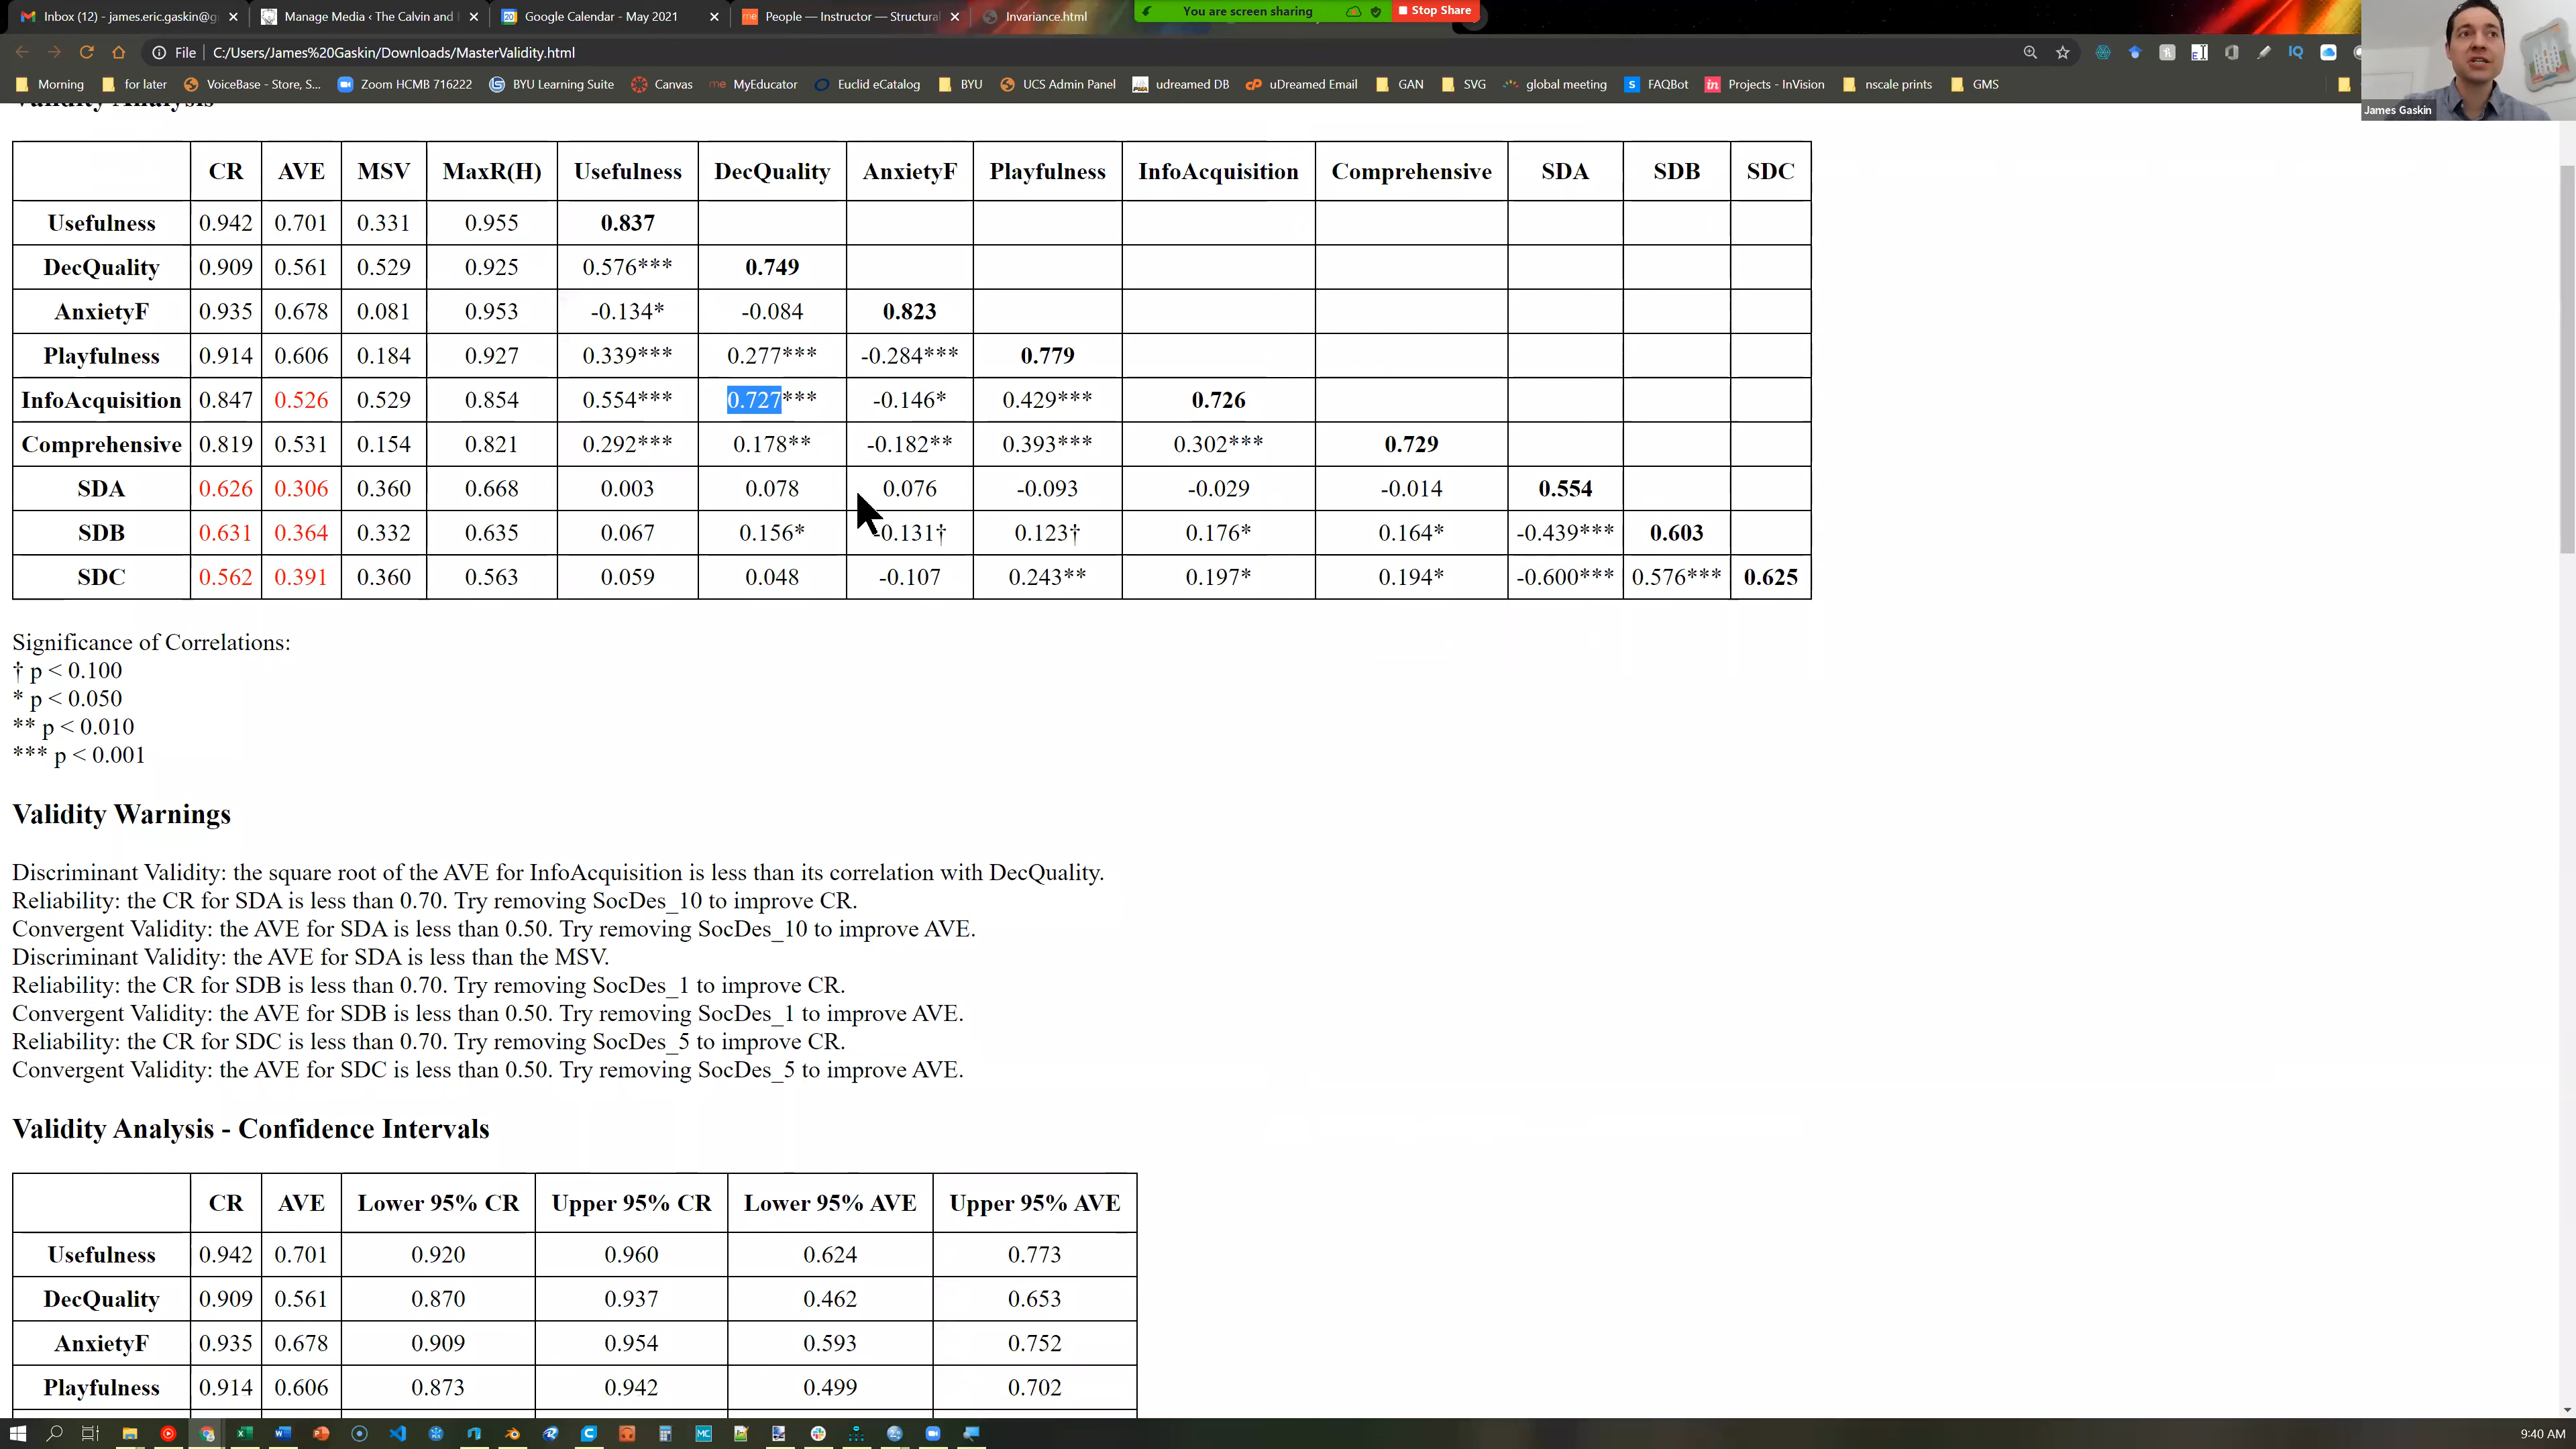 Inbox (12) - james.eric.gaskin@g Manage Media ‹ The Calvin and Google Calendar - May 2021 People — Instructor — Structural Invariance.html You are screen sharing Stop Share
File C:/Users/James%20Gaskin/Downloads/MasterValidity.html
Morning for later VoiceBase - Store, S... Zoom HCMB 716222 BYU Learning Suite Canvas MyEducator Euclid eCatalog BYU UCS Admin Panel udreamed DB uDreamed Email GAN SVG global meeting FAQBot Projects - InVision nscale prints GMS
James Gaskin
Validity Analysis
CR AVE MSV MaxR(H) Usefulness DecQuality AnxietyF Playfulness InfoAcquisition Comprehensive SDA SDB SDC
Usefulness 0.942 0.701 0.331 0.955 0.837
DecQuality 0.909 0.561 0.529 0.925 0.576*** 0.749
AnxietyF 0.935 0.678 0.081 0.953 -0.134* -0.084 0.823
Playfulness 0.914 0.606 0.184 0.927 0.339*** 0.277*** -0.284*** 0.779
InfoAcquisition 0.847 0.526 0.529 0.854 0.554*** 0.727*** -0.146* 0.429*** 0.726
Comprehensive 0.819 0.531 0.154 0.821 0.292*** 0.178** -0.182** 0.393*** 0.302*** 0.729
SDA 0.626 0.306 0.360 0.668 0.003 0.078 0.076 -0.093 -0.029 -0.014 0.554
SDB 0.631 0.364 0.332 0.635 0.067 0.156* -0.131† 0.123† 0.176* 0.164* -0.439*** 0.603
SDC 0.562 0.391 0.360 0.563 0.059 0.048 -0.107 0.243** 0.197* 0.194* -0.600*** 0.576*** 0.625
Significance of Correlations:
† p < 0.100
* p < 0.050
** p < 0.010
*** p < 0.001
Validity Warnings
Discriminant Validity: the square root of the AVE for InfoAcquisition is less than its correlation with DecQuality.
Reliability: the CR for SDA is less than 0.70. Try removing SocDes_10 to improve CR.
Convergent Validity: the AVE for SDA is less than 0.50. Try removing SocDes_10 to improve AVE.
Discriminant Validity: the AVE for SDA is less than the MSV.
Reliability: the CR for SDB is less than 0.70. Try removing SocDes_1 to improve CR.
Convergent Validity: the AVE for SDB is less than 0.50. Try removing SocDes_1 to improve AVE.
Reliability: the CR for SDC is less than 0.70. Try removing SocDes_5 to improve CR.
Convergent Validity: the AVE for SDC is less than 0.50. Try removing SocDes_5 to improve AVE.
Validity Analysis - Confidence Intervals
CR AVE Lower 95% CR Upper 95% CR Lower 95% AVE Upper 95% AVE
Usefulness 0.942 0.701 0.920 0.960 0.624 0.773
DecQuality 0.909 0.561 0.870 0.937 0.462 0.653
AnxietyF 0.935 0.678 0.909 0.954 0.593 0.752
Playfulness 0.914 0.606 0.873 0.942 0.499 0.702
9:40 AM